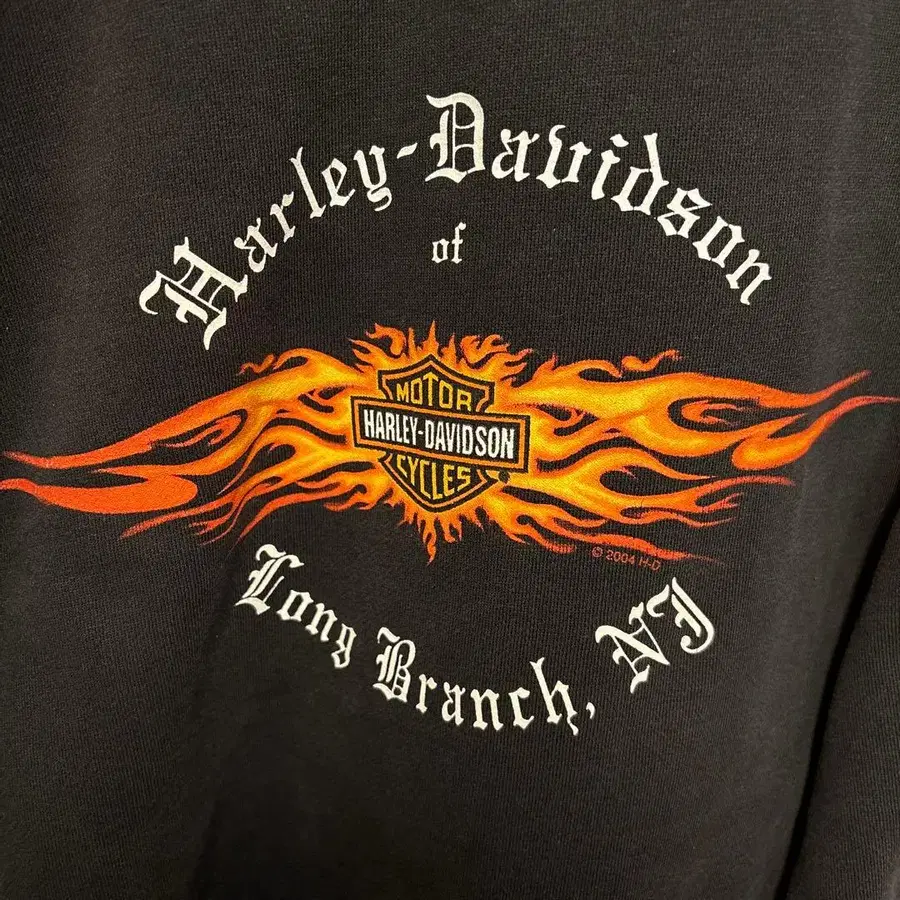 Harley-Davidson
of
MOTOR
HARLEY-DAVIDSON
CYCLES
© 2004 H-D
Long Branch, NJ